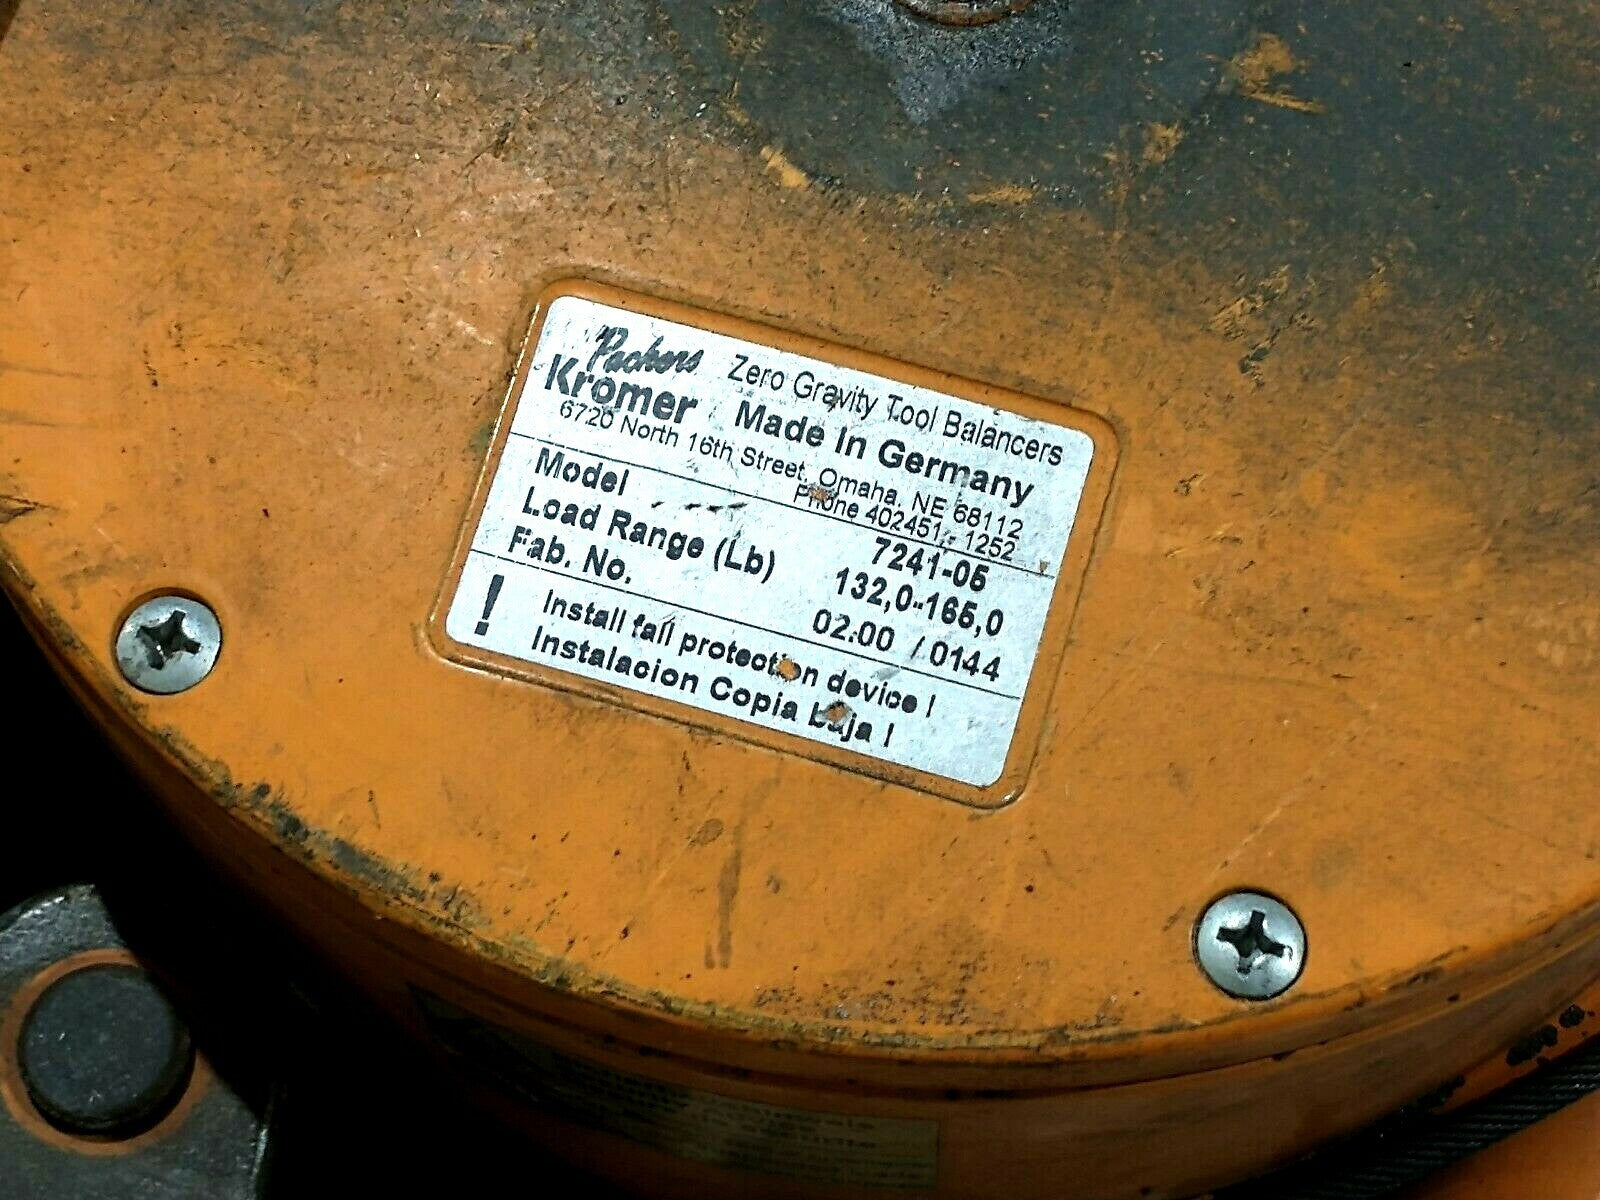 Packers
Kromer
Zero Gravity Tool Balancers
Made In Germany
6720 North 16th Street, Omaha, NE 68112
Phone 402451-1252
Model 7241-05
Load Range (Lb) 132,0-165,0
Fab. No. 02.00 / 0144
! Install fall protection device !
Instalacion Copia baja !